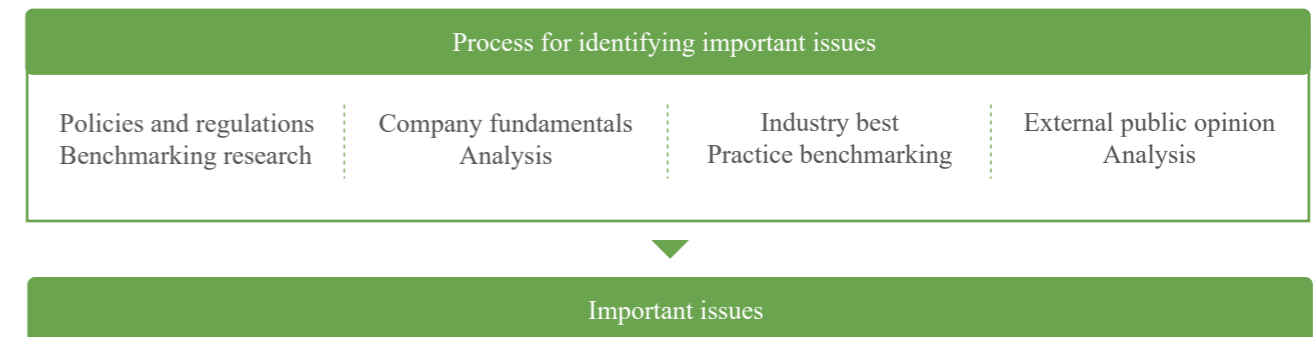 Process for identifying important issues
Policies and regulations
Benchmarking research
Company fundamentals
Analysis
Industry best
Practice benchmarking
External public opinion
Analysis
Important issues